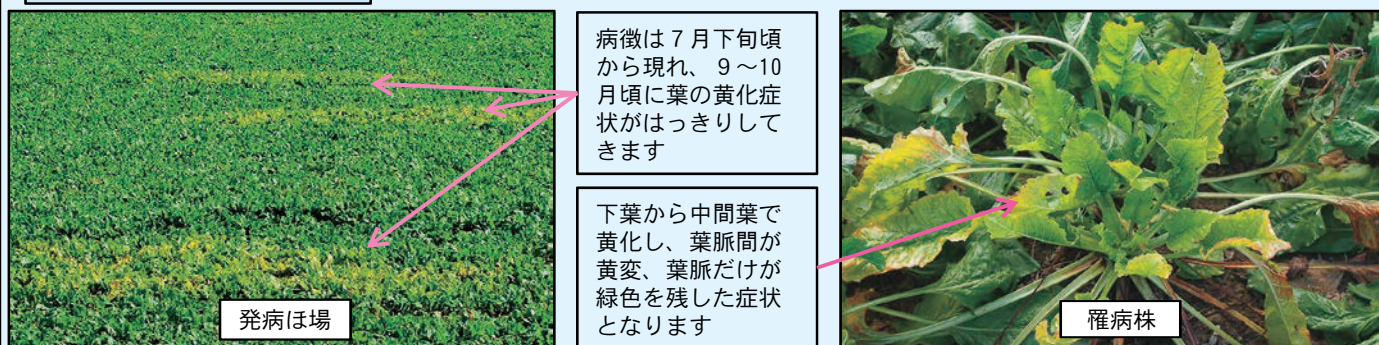 病徴は７月下旬頃
から現れ、９～10
月頃に葉の黄化症
状がはっきりして
きます
下葉から中間葉で
黄化し、葉脈間が
黄変、葉脈だけが
緑色を残した症状
となります
発病ほ場
罹病株